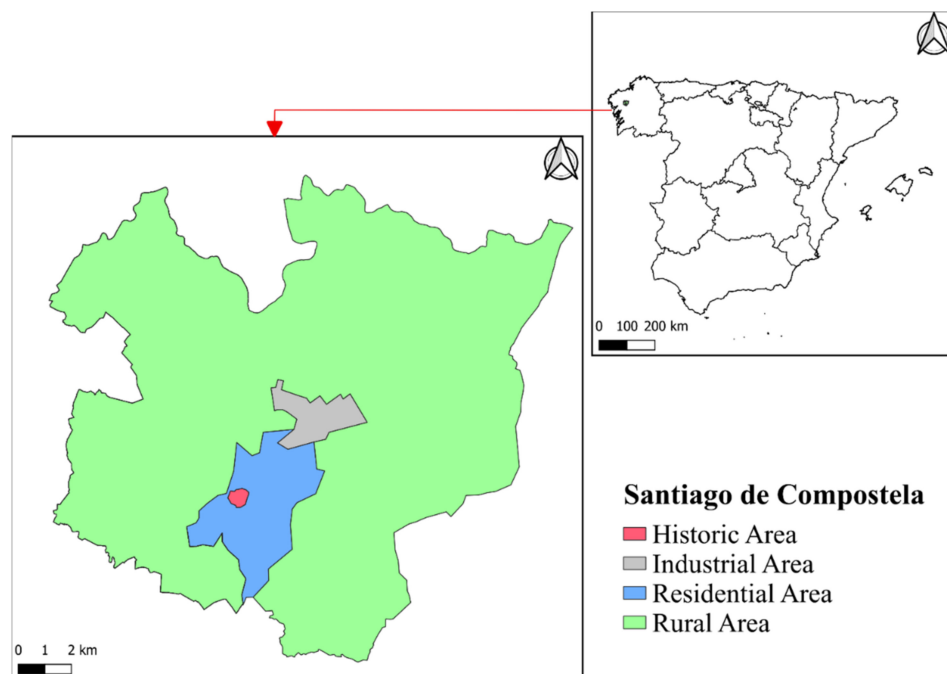 0 100 200 km
Santiago de Compostela
Historic Area
Industrial Area
Residential Area
Rural Area
0 1 2 km